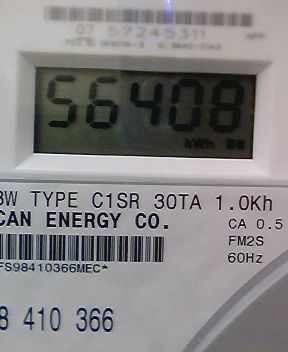 07 57245311
56408
kWh
3W TYPE C1SR 30TA 1.0Kh
CAN ENERGY CO.
CA 0.5
FM2S
60Hz
FS98410366MEC*
8 410 366